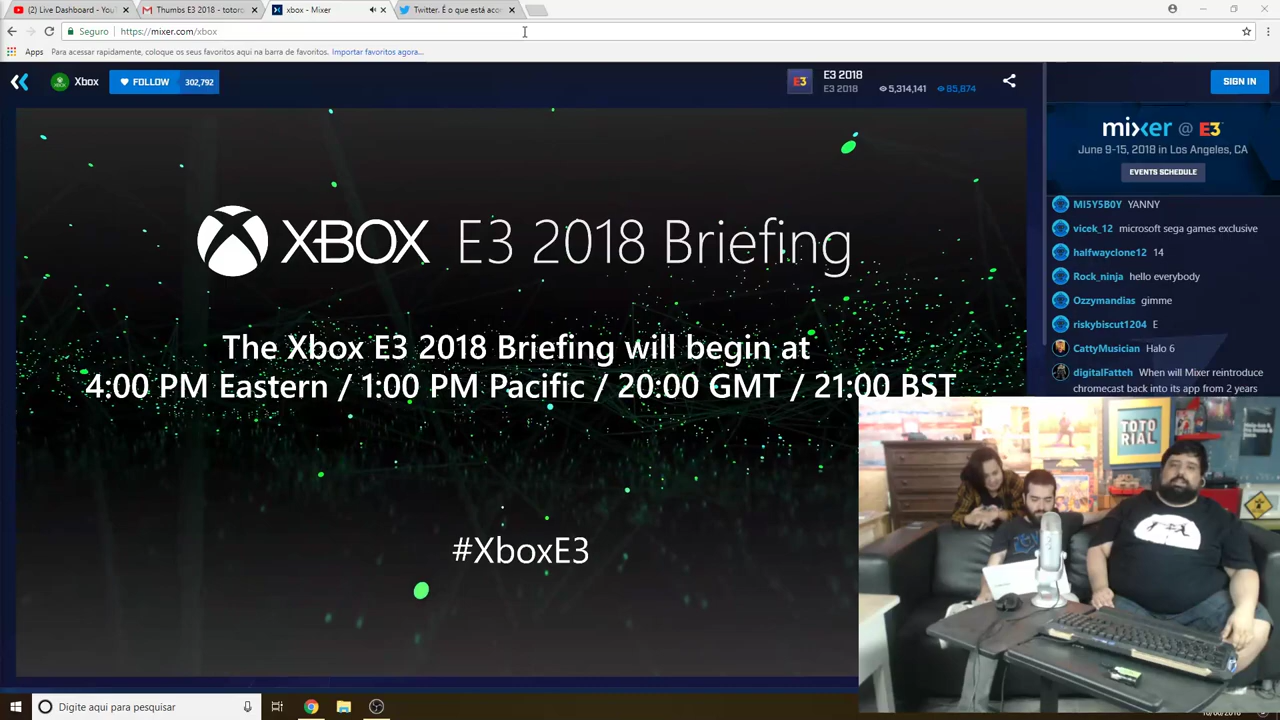 (2) Live Dashboard - You
Thumbs E3 2018 - totoro
xbox - Mixer
Twitter. É o que está aco
Seguro
https://mixer.com/xbox
Apps
Para acessar rapidamente, coloque os seus favoritos aqui na barra de favoritos.
Importar favoritos agora...
Xbox
FOLLOW
302,792
E3
E3 2018
E3 2018
5,314,141
85,874
SIGN IN
mixer @ E3
June 9-15, 2018 in Los Angeles, CA
EVENTS SCHEDULE
XBOX E3 2018 Briefing
The Xbox E3 2018 Briefing will begin at
4:00 PM Eastern / 1:00 PM Pacific / 20:00 GMT / 21:00 BST
#XboxE3
MI5Y5B0Y YANNY
vicek_12 microsoft sega games exclusive
halfwayclone12 14
Rock_ninja hello everybody
Ozzymandias gimme
riskybiscut1204 E
CattyMusician Halo 6
digitalFatteh When will Mixer reintroduce
chromecast back into its app from 2 years
TOTO
RIAL
Digite aqui para pesquisar